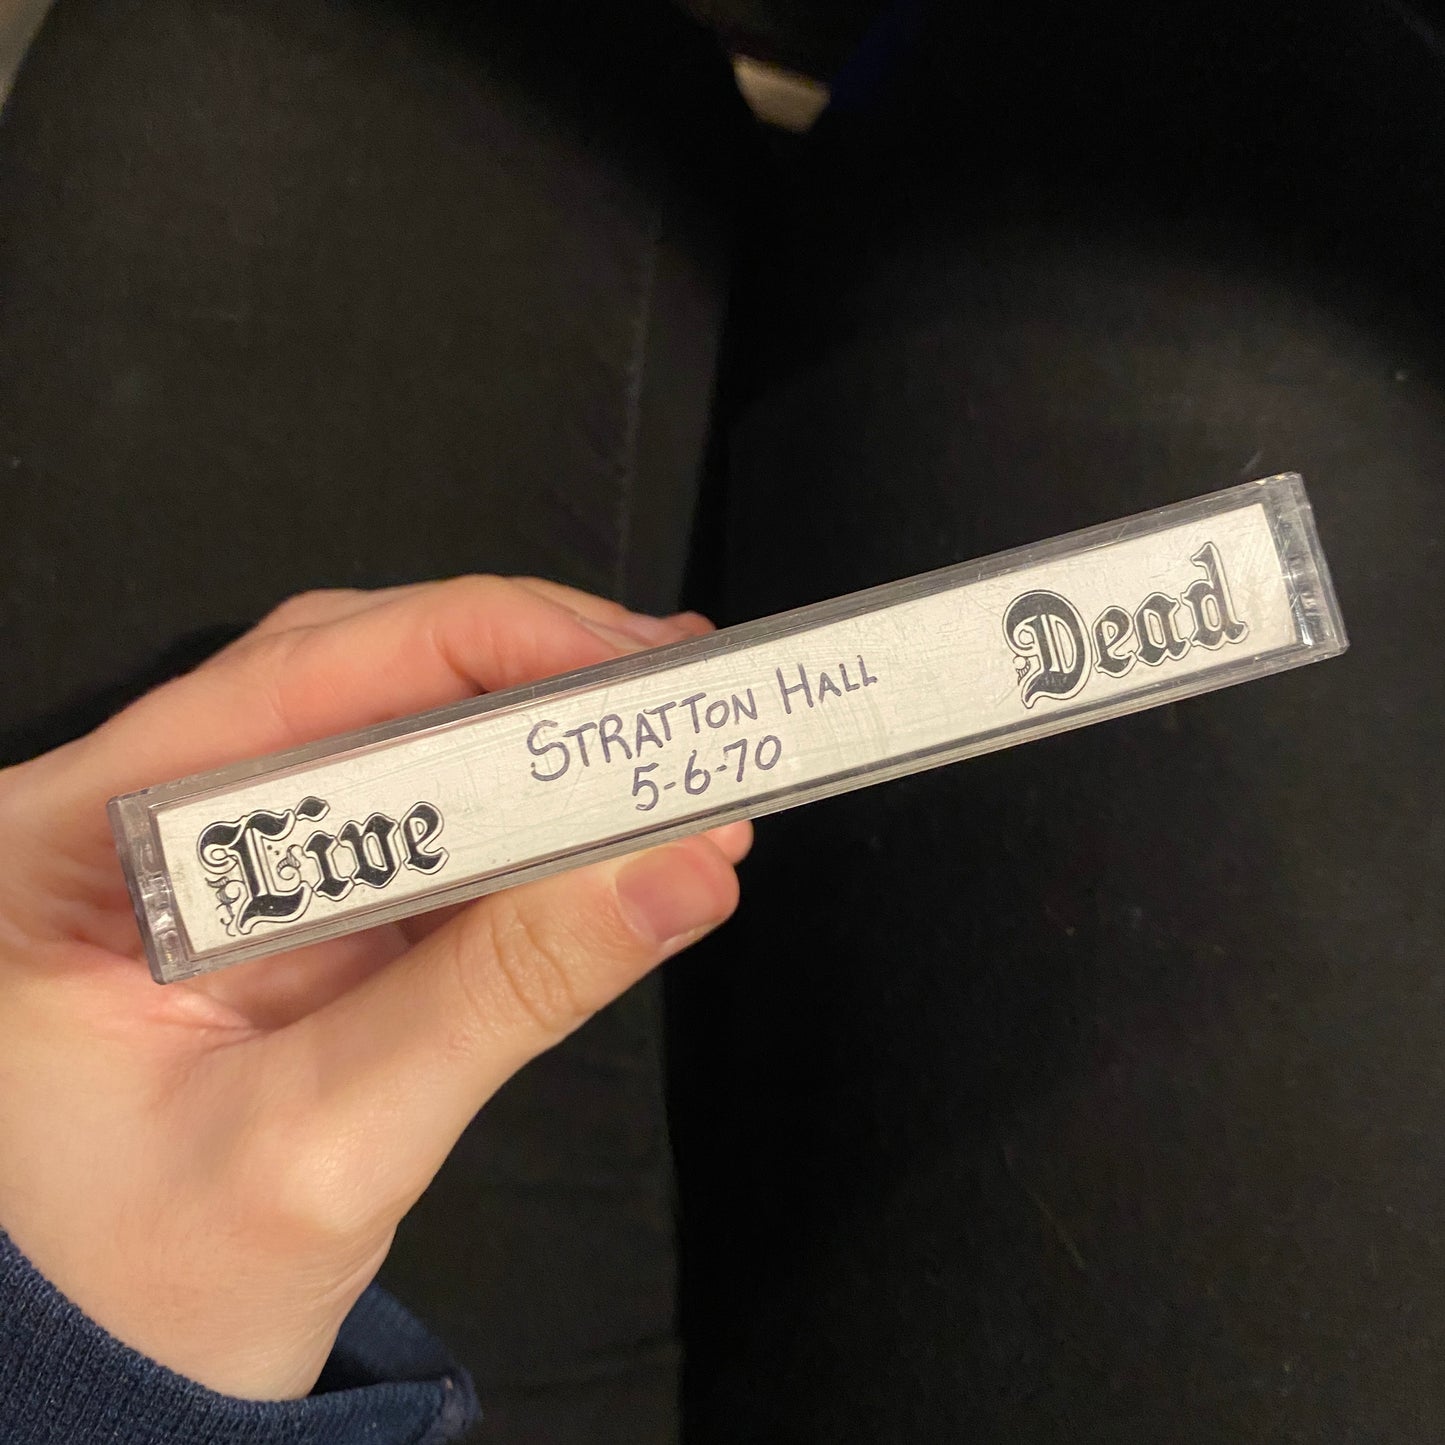 Live
STRATTON HALL
5-6-70
Dead